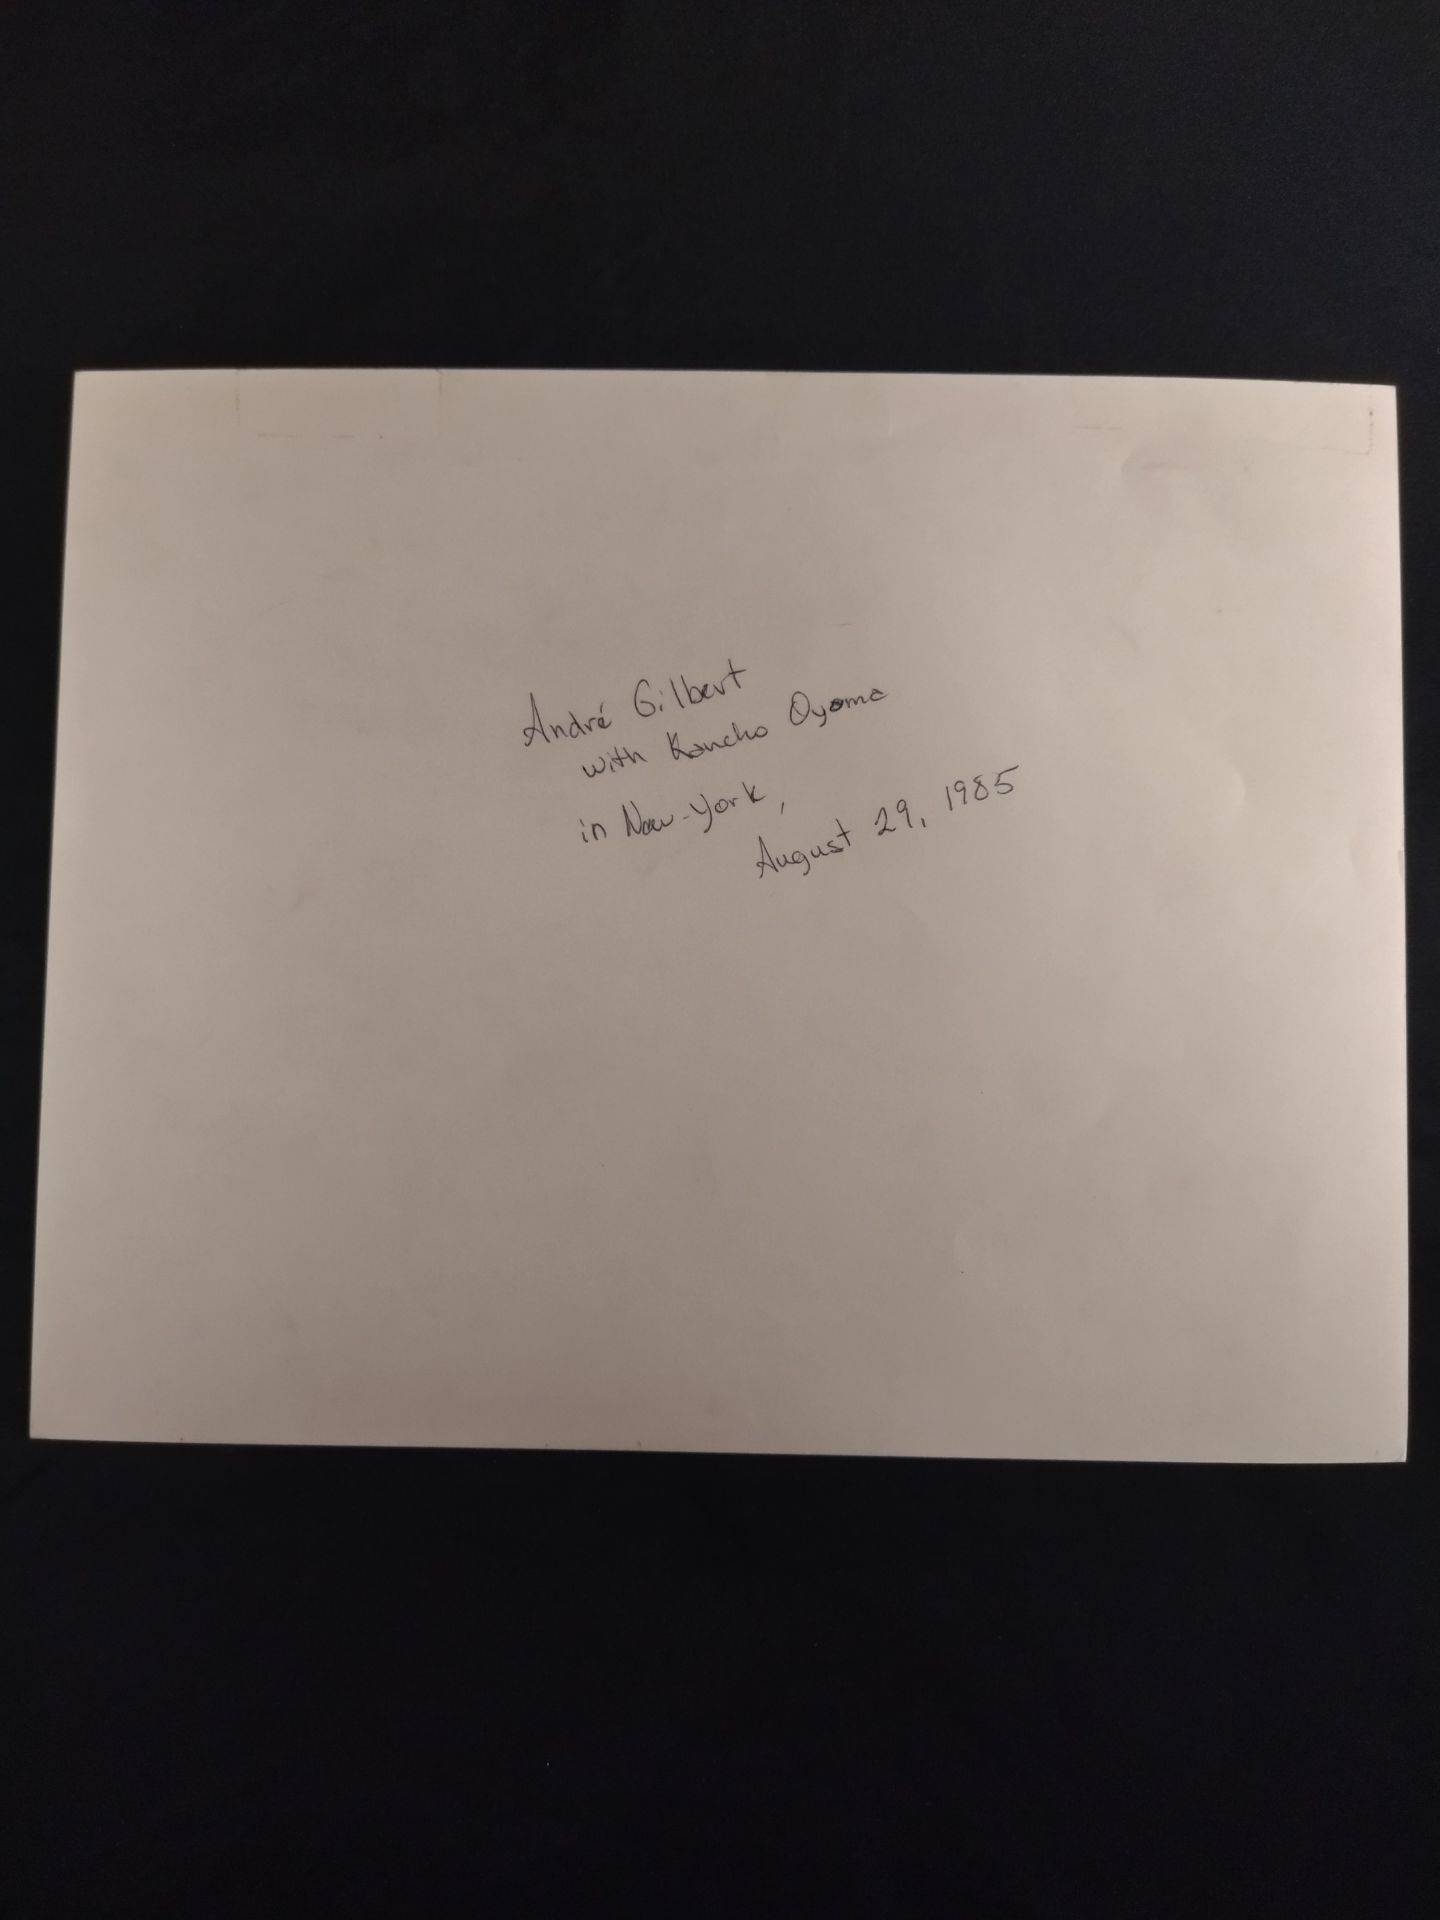 André Gilbert
with Kancho Oyama
in New-York,
August 29, 1985